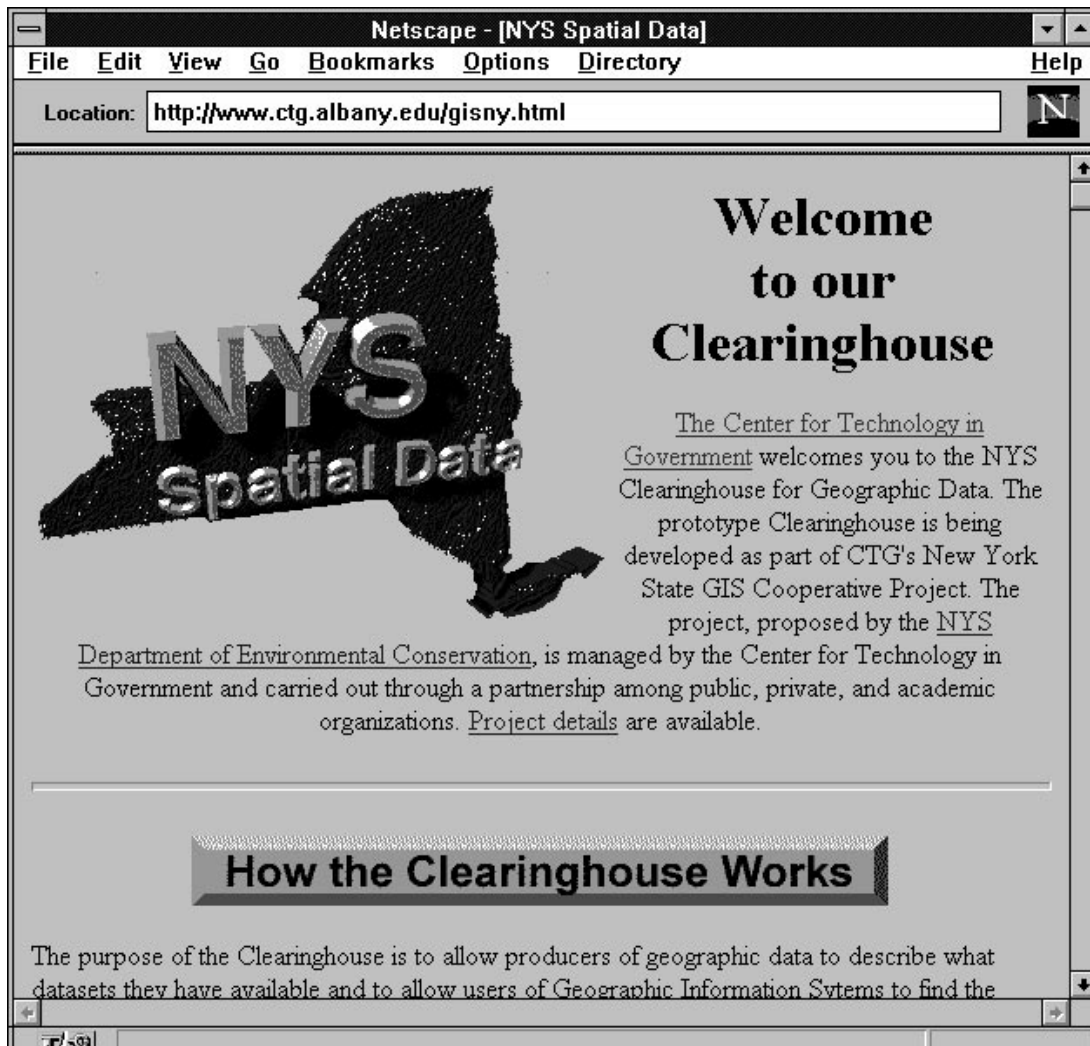 Netscape - [NYS Spatial Data]
File Edit View Go Bookmarks Options Directory Help
Location: http://www.ctg.albany.edu/gisny.html
N
NYS
Spatial Data
Welcome
to our
Clearinghouse
The Center for Technology in
Government welcomes you to the NYS
Clearinghouse for Geographic Data. The
prototype Clearinghouse is being
developed as part of CTG's New York
State GIS Cooperative Project. The
project, proposed by the NYS
Department of Environmental Conservation, is managed by the Center for Technology in
Government and carried out through a partnership among public, private, and academic
organizations. Project details are available.
How the Clearinghouse Works
The purpose of the Clearinghouse is to allow producers of geographic data to describe what
datasets they have available and to allow users of Geographic Information Sytems to find the